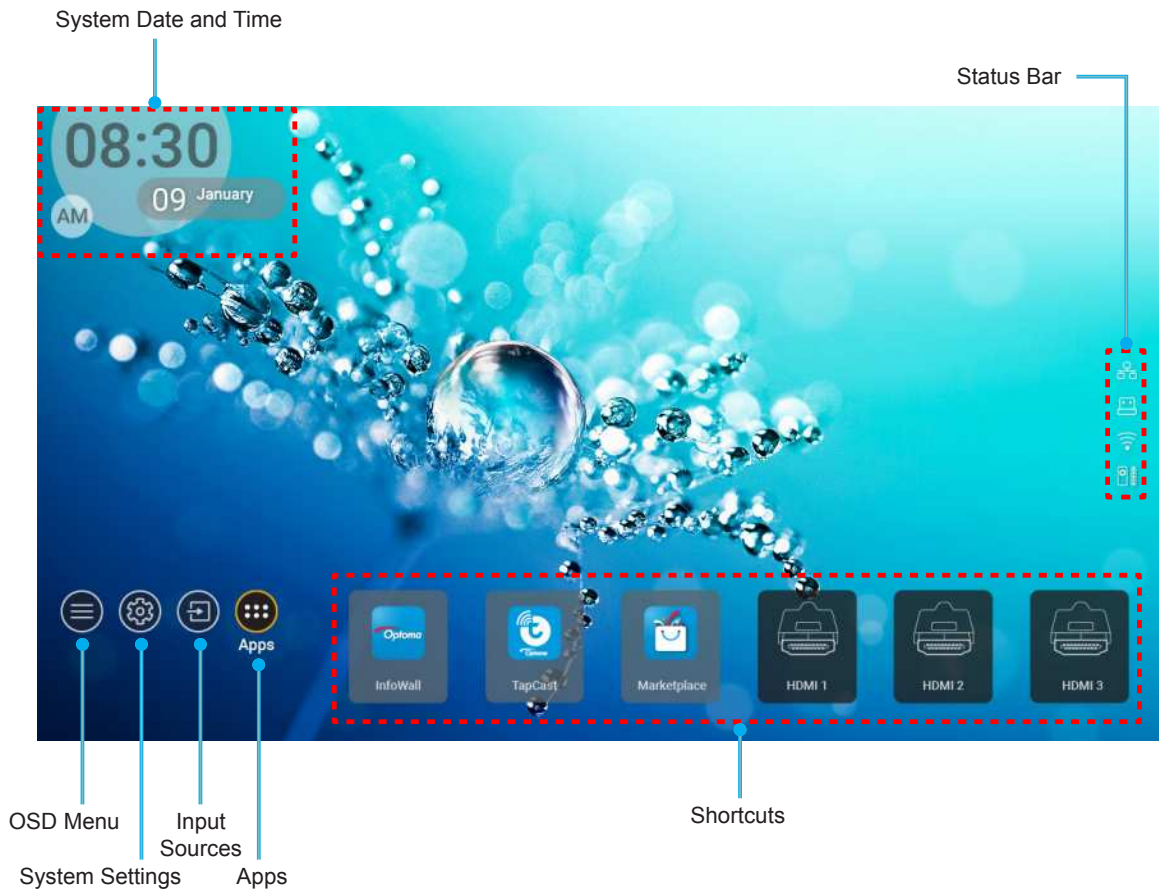 System Date and Time
Status Bar
08:30
09 January
AM
Apps
Optoma
InfoWall
TapCast
Marketplace
HDMI 1
HDMI 2
HDMI 3
OSD Menu
Input
Sources
Shortcuts
System Settings
Apps